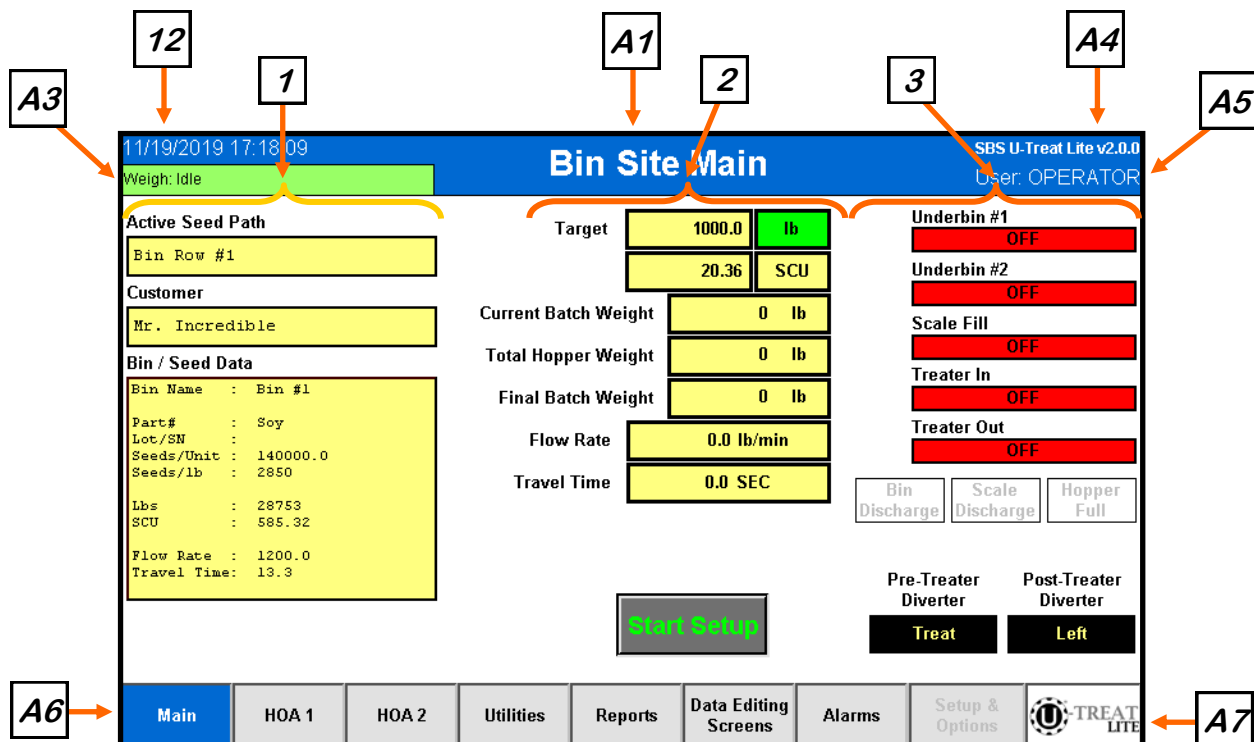 12
A1
A4
A3
1
2
3
A5
11/19/2019 17:18:09
Weigh: Idle
Bin Site Main
SBS U-Treat Lite v2.0.0
User: OPERATOR
Active Seed Path
Bin Row #1
Customer
Mr. Incredible
Bin / Seed Data
Bin Name : Bin #1
Part# : Soy
Lot/SN :
Seeds/Unit : 140000.0
Seeds/lb : 2850
Lbs : 28753
SCU : 585.32
Flow Rate : 1200.0
Travel Time: 13.3
Target 1000.0 lb
20.36 SCU
Current Batch Weight 0 lb
Total Hopper Weight 0 lb
Final Batch Weight 0 lb
Flow Rate 0.0 lb/min
Travel Time 0.0 SEC
Start Setup
Underbin #1
OFF
Underbin #2
OFF
Scale Fill
OFF
Treater In
OFF
Treater Out
OFF
Bin Discharge
Scale Discharge
Hopper Full
Pre-Treater Diverter
Treat
Post-Treater Diverter
Left
A6
Main
HOA 1
HOA 2
Utilities
Reports
Data Editing Screens
Alarms
Setup & Options
U-TREAT LITE
A7